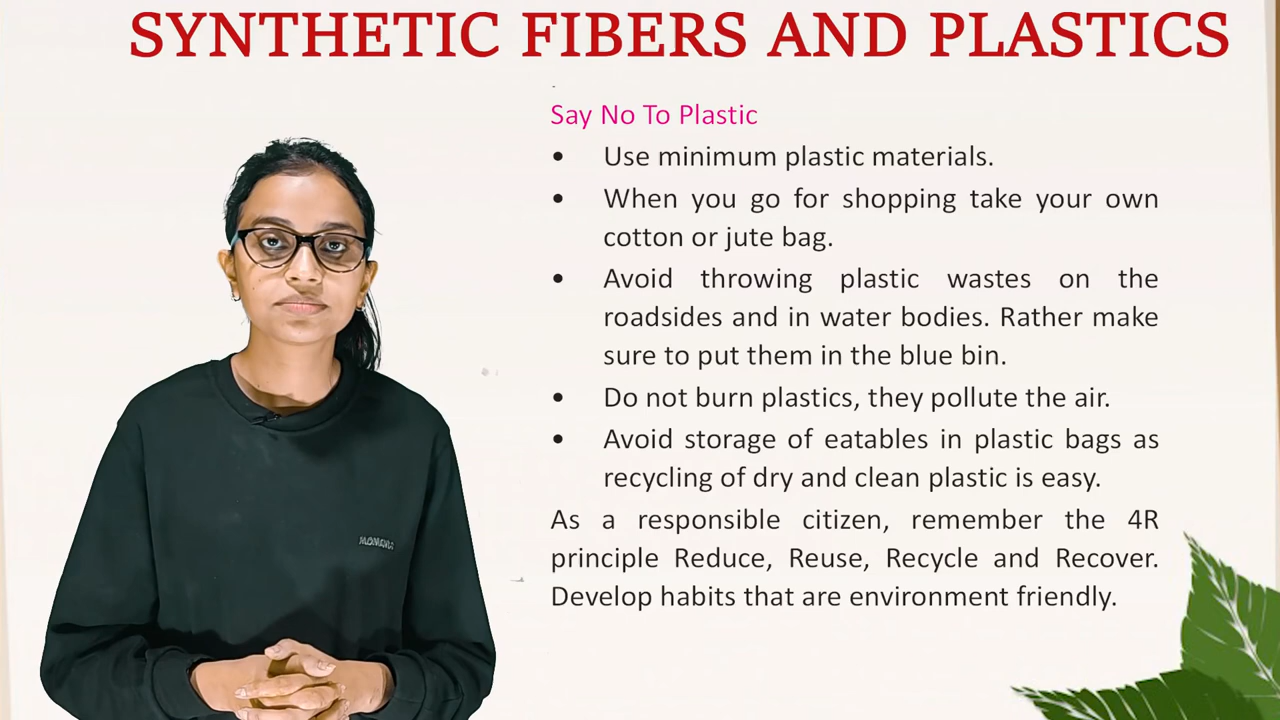 SYNTHETIC FIBERS AND PLASTICS
Say No To Plastic
• Use minimum plastic materials.
• When you go for shopping take your own
cotton or jute bag.
• Avoid throwing plastic wastes on the
roadsides and in water bodies. Rather make
sure to put them in the blue bin.
• Do not burn plastics, they pollute the air.
• Avoid storage of eatables in plastic bags as
recycling of dry and clean plastic is easy.
As a responsible citizen, remember the 4R
principle Reduce, Reuse, Recycle and Recover.
Develop habits that are environment friendly.